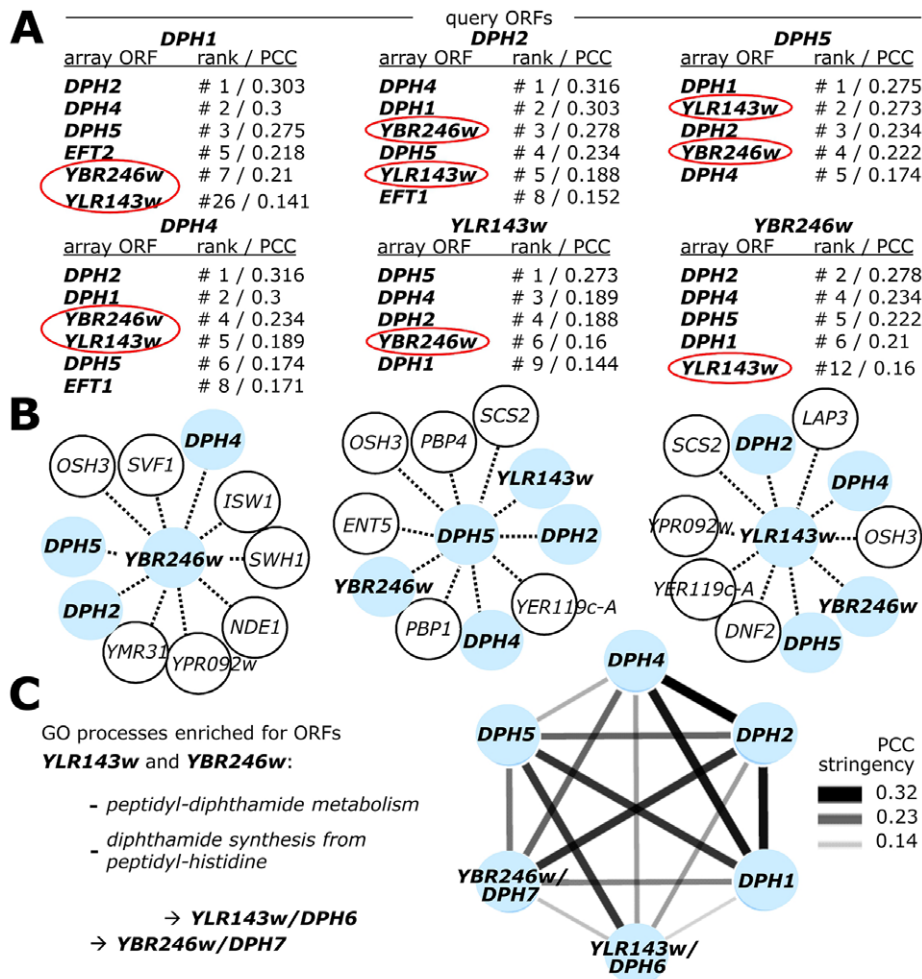 A
query ORFs
DPH1
array ORF rank / PCC
DPH2 # 1 / 0.303
DPH4 # 2 / 0.3
DPH5 # 3 / 0.275
EFT2 # 5 / 0.218
YBR246w # 7 / 0.21
YLR143w #26 / 0.141
DPH2
array ORF rank / PCC
DPH4 # 1 / 0.316
DPH1 # 2 / 0.303
YBR246w # 3 / 0.278
DPH5 # 4 / 0.234
YLR143w # 5 / 0.188
EFT1 # 8 / 0.152
DPH5
array ORF rank / PCC
DPH1 # 1 / 0.275
YLR143w # 2 / 0.273
DPH2 # 3 / 0.234
YBR246w # 4 / 0.222
DPH4 # 5 / 0.174
DPH4
array ORF rank / PCC
DPH2 # 1 / 0.316
DPH1 # 2 / 0.3
YBR246w # 4 / 0.234
YLR143w # 5 / 0.189
DPH5 # 6 / 0.174
EFT1 # 8 / 0.171
YLR143w
array ORF rank / PCC
DPH5 # 1 / 0.273
DPH4 # 3 / 0.189
DPH2 # 4 / 0.188
YBR246w # 6 / 0.16
DPH1 # 9 / 0.144
YBR246w
array ORF rank / PCC
DPH2 # 2 / 0.278
DPH4 # 4 / 0.234
DPH5 # 5 / 0.222
DPH1 # 6 / 0.21
YLR143w #12 / 0.16
B
DPH4
OSH3
SVF1
ISW1
DPH5
YBR246w
SWH1
DPH2
NDE1
YMR31
YPR092w
SCS2
OSH3
PBP4
YLR143w
ENT5
DPH5
DPH2
YBR246w
YER119c-A
PBP1
DPH4
LAP3
SCS2
DPH2
DPH4
YPR092w
YLR143w
OSH3
YER119c-A
YBR246w
DNF2
DPH5
C
GO processes enriched for ORFs
YLR143w and YBR246w:
- peptidyl-diphthamide metabolism
- diphthamide synthesis from
peptidyl-histidine
→ YLR143w/DPH6
→ YBR246w/DPH7
DPH4
DPH5
DPH2
YBR246w/
DPH7
DPH1
YLR143w/
DPH6
PCC
stringency
0.32
0.23
0.14